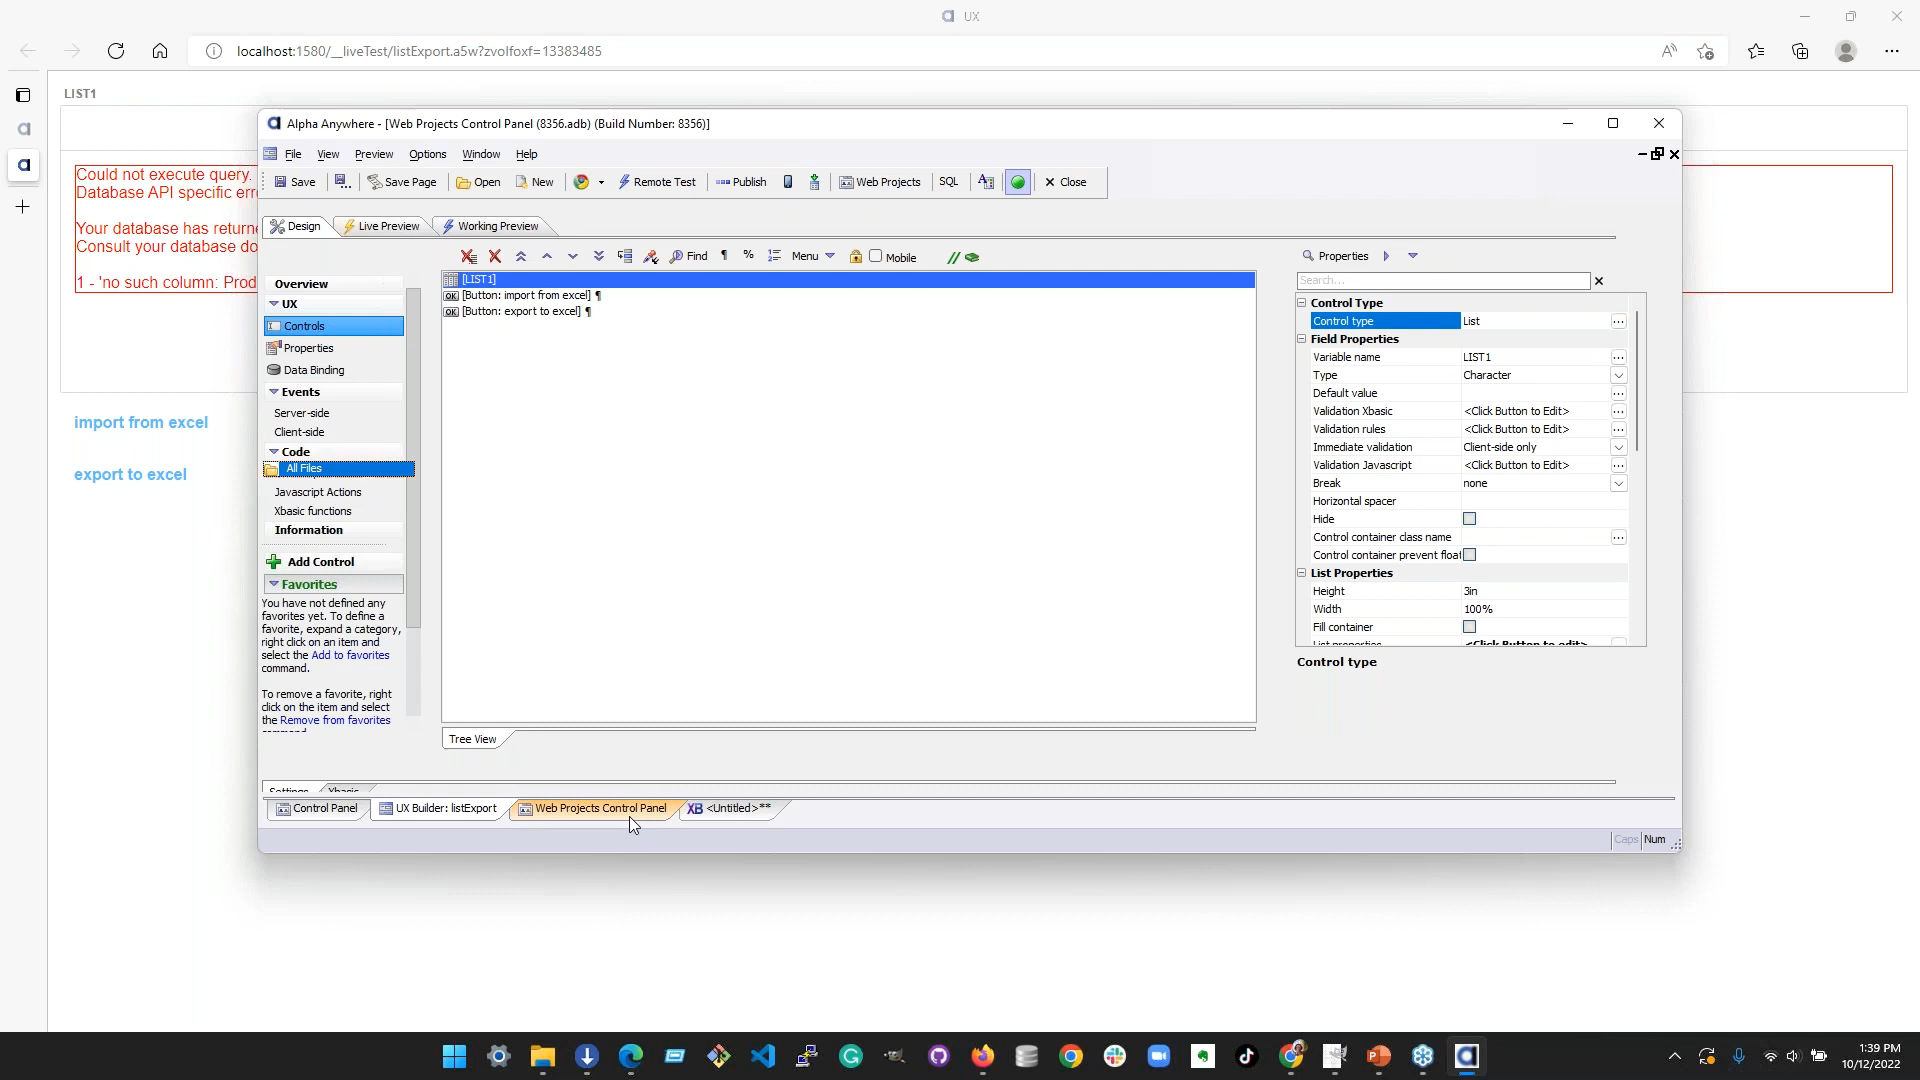 UX
localhost:1580/__liveTest/listExport.a5w?zvolfoxf=13383485
LIST1
Could not execute query.
Database API specific err
Your database has returne
Consult your database do
1 - 'no such column: Prod
import from excel
export to excel
Alpha Anywhere - [Web Projects Control Panel (8356.adb) (Build Number: 8356)]
File View Preview Options Window Help
Save Save Page Open New Remote Test Publish Web Projects SQL Close
Design Live Preview Working Preview
Find Menu Mobile
Overview
UX
Controls
Properties
Data Binding
Events
Server-side
Client-side
Code
All Files
Javascript Actions
Xbasic functions
Information
Add Control
Favorites
You have not defined any
favorites yet. To define a
favorite, expand a category,
right click on an item and
select the Add to favorites
command.
To remove a favorite, right
click on the item and select
the Remove from favorites
[LIST1]
[Button: import from excel] ¶
[Button: export to excel] ¶
Tree View
Properties
Search...
Control Type
Control type List
Field Properties
Variable name LIST1
Type Character
Default value
Validation Xbasic <Click Button to Edit>
Validation rules <Click Button to Edit>
Immediate validation Client-side only
Validation Javascript <Click Button to Edit>
Break none
Horizontal spacer
Hide
Control container class name
Control container prevent float
List Properties
Height 3in
Width 100%
Fill container
List properties <Click Button to edit>
Control type
Settings Xbasic
Control Panel UX Builder: listExport Web Projects Control Panel XB <Untitled>**
Caps Num
1:39 PM
10/12/2022